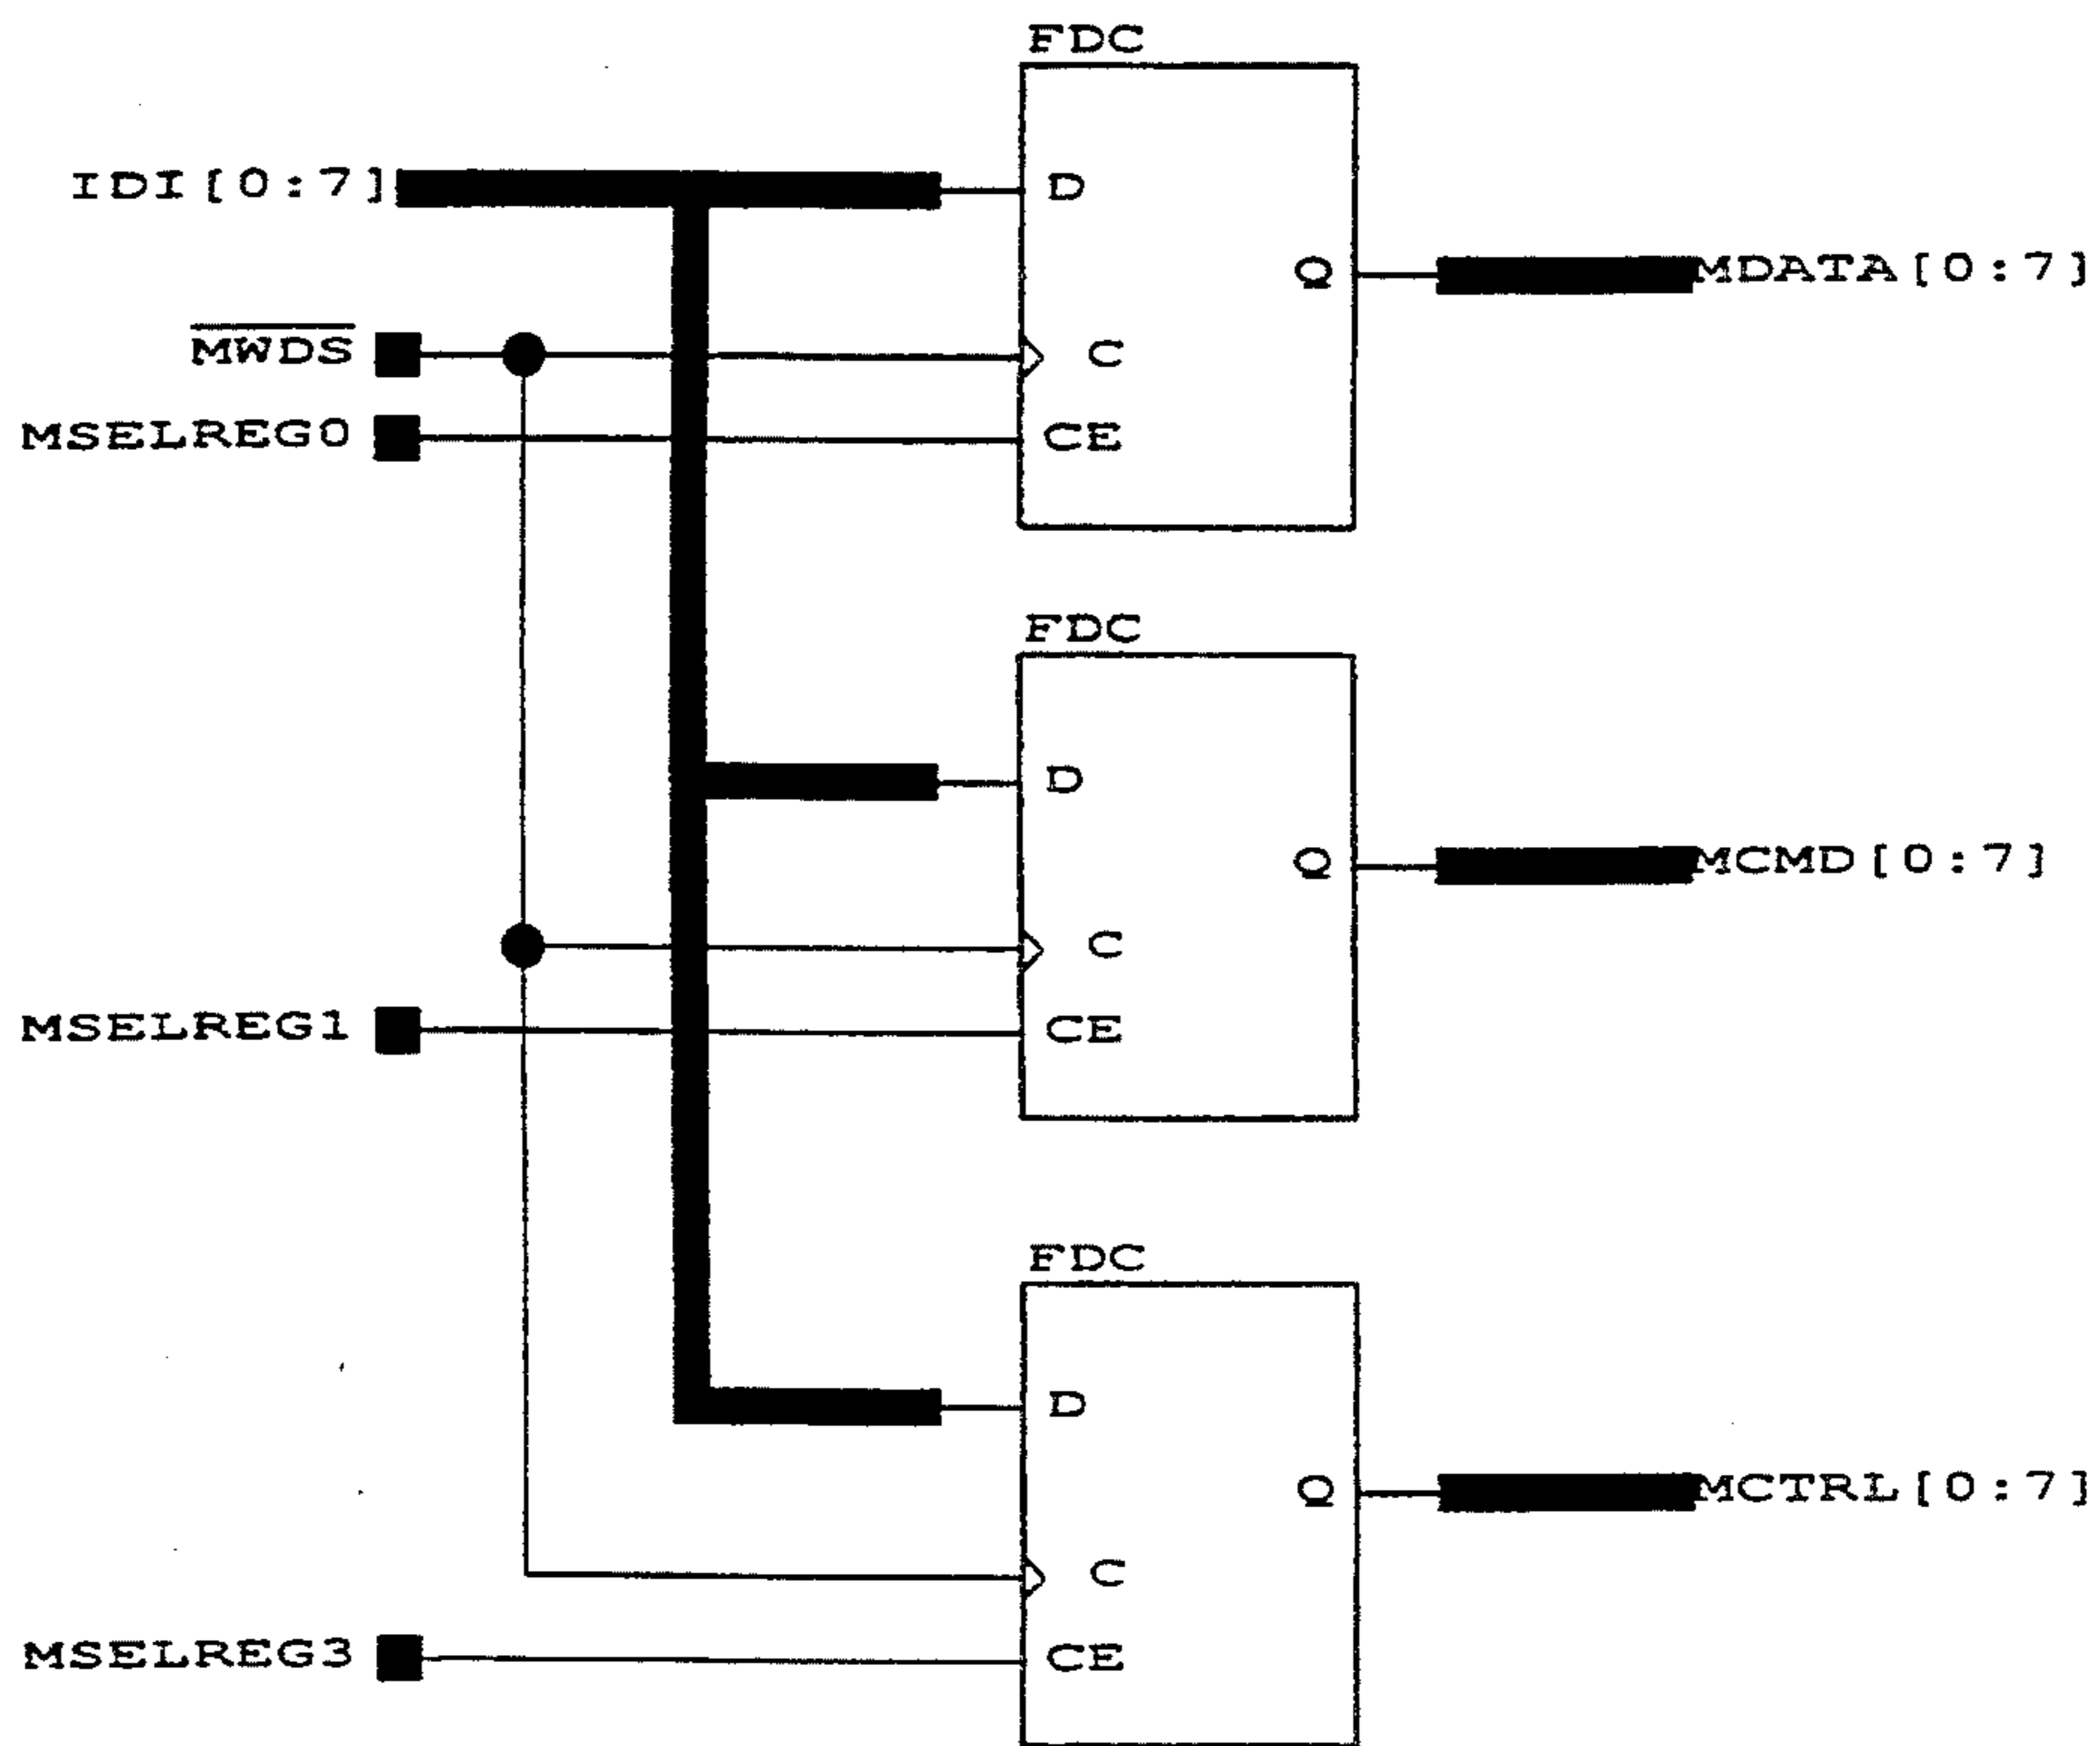 FDC
IDI[0:7]
D
Q
MDATA[0:7]
MWDS
C
MSELREG0
CE
FDC
D
Q
MCMD[0:7]
C
MSELREG1
CE
FDC
D
Q
MCTRL[0:7]
C
MSELREG3
CE